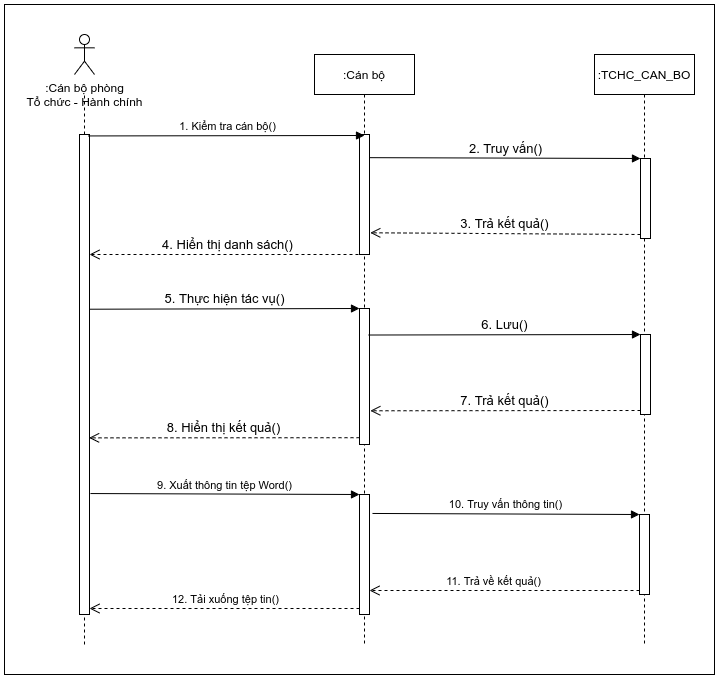 :Cán bộ phòng
Tổ chức - Hành chính
:Cán bộ
:TCHC_CAN_BO
1. Kiểm tra cán bộ()
2. Truy vấn()
3. Trả kết quả()
4. Hiển thị danh sách()
5. Thực hiện tác vụ()
6. Lưu()
7. Trả kết quả()
8. Hiển thị kết quả()
9. Xuất thông tin tệp Word()
10. Truy vấn thông tin()
11. Trả về kết quả()
12. Tải xuống tệp tin()